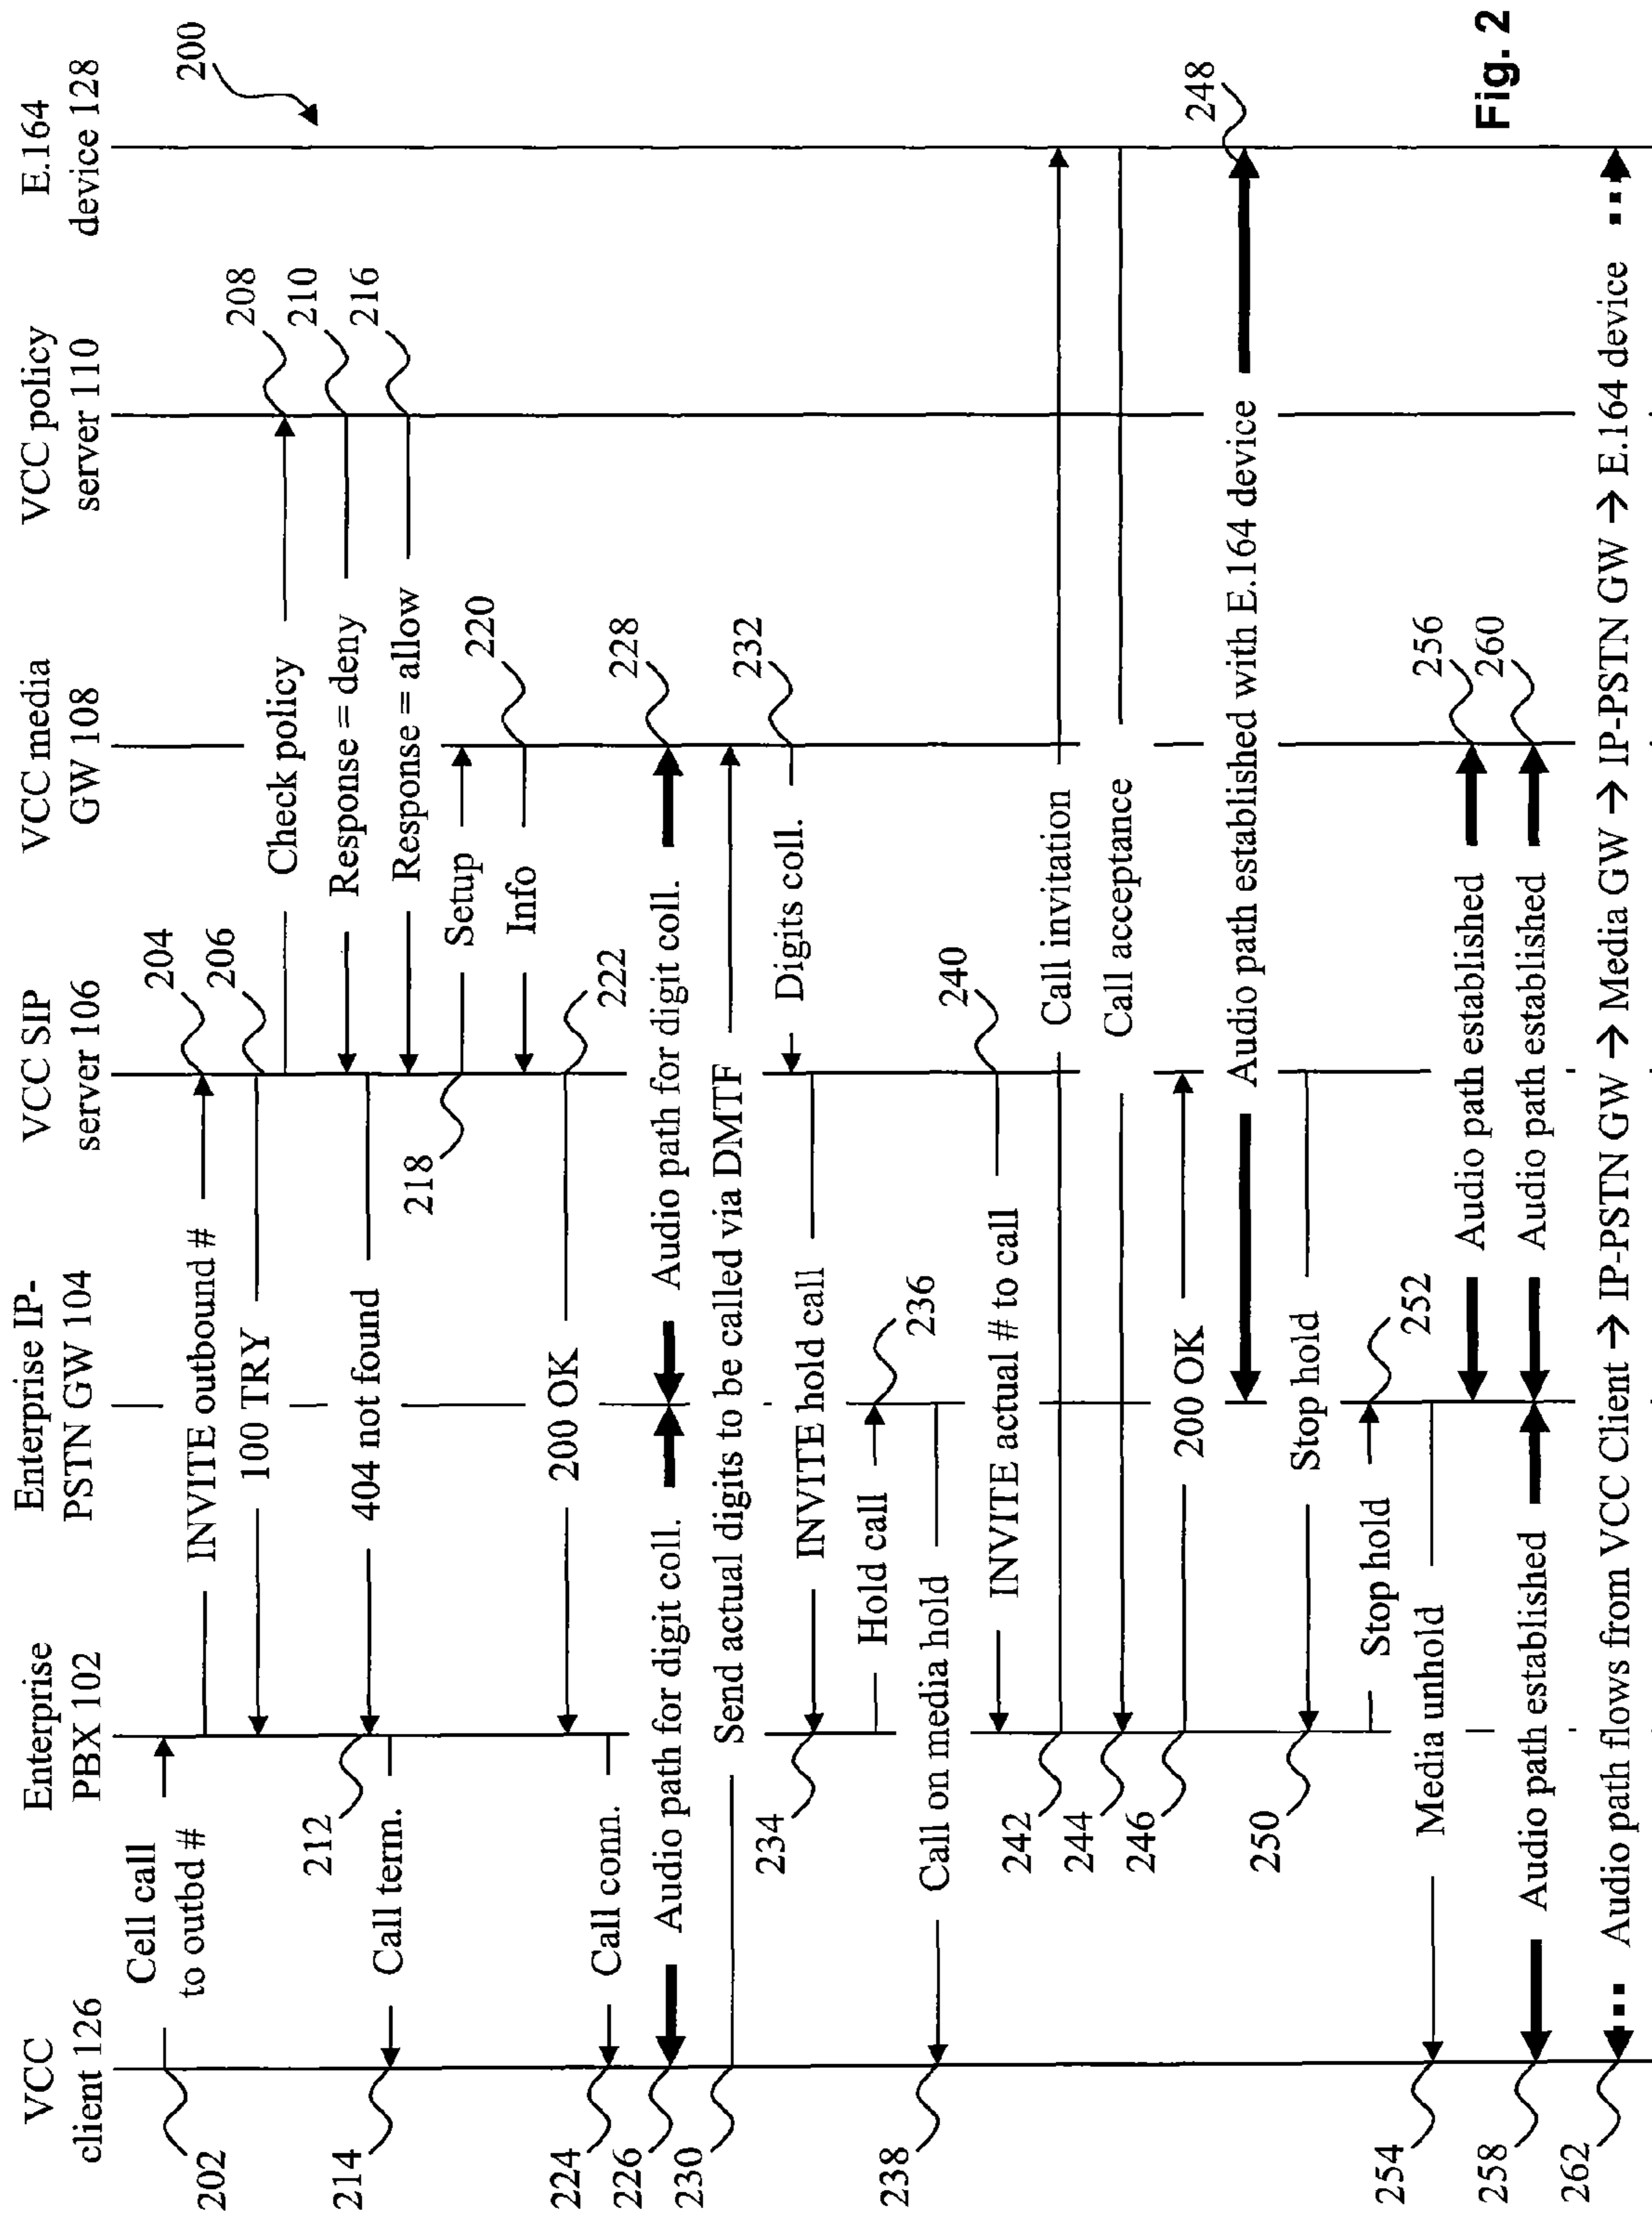 VCC
client 126
Enterprise
PBX 102
Enterprise IP-
PSTN GW 104
VCC SIP
server 106
VCC media
GW 108
VCC policy
server 110
E.164
device 128
200
202
Cell call
to outbd #
INVITE outbound #
204
100 TRY
206
Check policy
208
Response = deny
210
404 not found
212
Call term.
214
Response = allow
216
218
Setup
Info
220
200 OK
222
Call conn.
224
226
Audio path for digit coll.
Audio path for digit coll.
228
230
Send actual digits to be called via DMTF
Digits coll.
232
234
INVITE hold call
Hold call
236
238
Call on media hold
INVITE actual # to call
240
242
Call invitation
244
Call acceptance
246
200 OK
Audio path established with E.164 device
248
250
Stop hold
Stop hold
252
254
Media unhold
Audio path established
256
258
Audio path established
Audio path established
260
262
Audio path flows from VCC Client → IP-PSTN GW → Media GW → IP-PSTN GW → E.164 device
Fig. 2